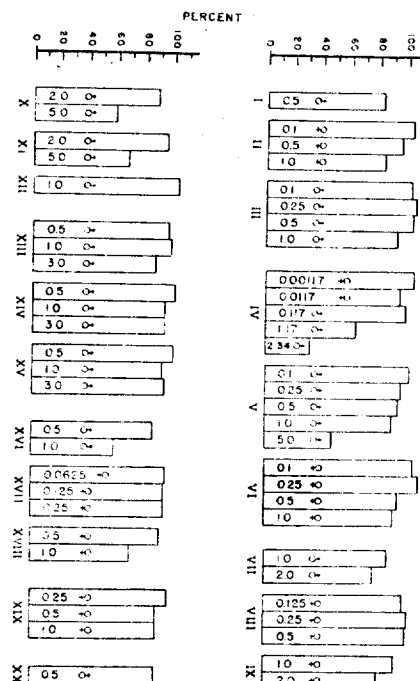 PERCENT
0 20 40 60 80 100
X
2.0 ♀
5.0 ♀
XI
2.0 ♀
5.0 ♀
XII
1.0 ♀
XIII
0.5 ♀
1.0 ♀
3.0 ♀
XIV
0.5 ♀
1.0 ♀
3.0 ♀
XV
0.5 ♀
1.0 ♀
3.0 ♀
XVI
0.5 ♀
1.0 ♀
XVII
0.0625 ♀
0.125 ♀
0.25 ♀
XVIII
0.5 ♀
1.0 ♀
XIX
0.25 ♀
0.5 ♀
1.0 ♀
XX
0.5 ♀
0 20 40 60 80 100
I
0.5 ♀
II
0.1 ♀
0.5 ♀
1.0 ♀
III
0.1 ♀
0.25 ♀
0.5 ♀
1.0 ♀
IV
0.00117 ♀
0.0117 ♀
0.117 ♀
1.17 ♀
2.34 ♀
V
0.1 ♀
0.25 ♀
0.5 ♀
1.0 ♀
5.0 ♀
VI
0.1 ♀
0.25 ♀
0.5 ♀
1.0 ♀
VII
1.0 ♀
2.0 ♀
VIII
0.125 ♀
0.25 ♀
0.5 ♀
IX
1.0 ♀
2.0 ♀